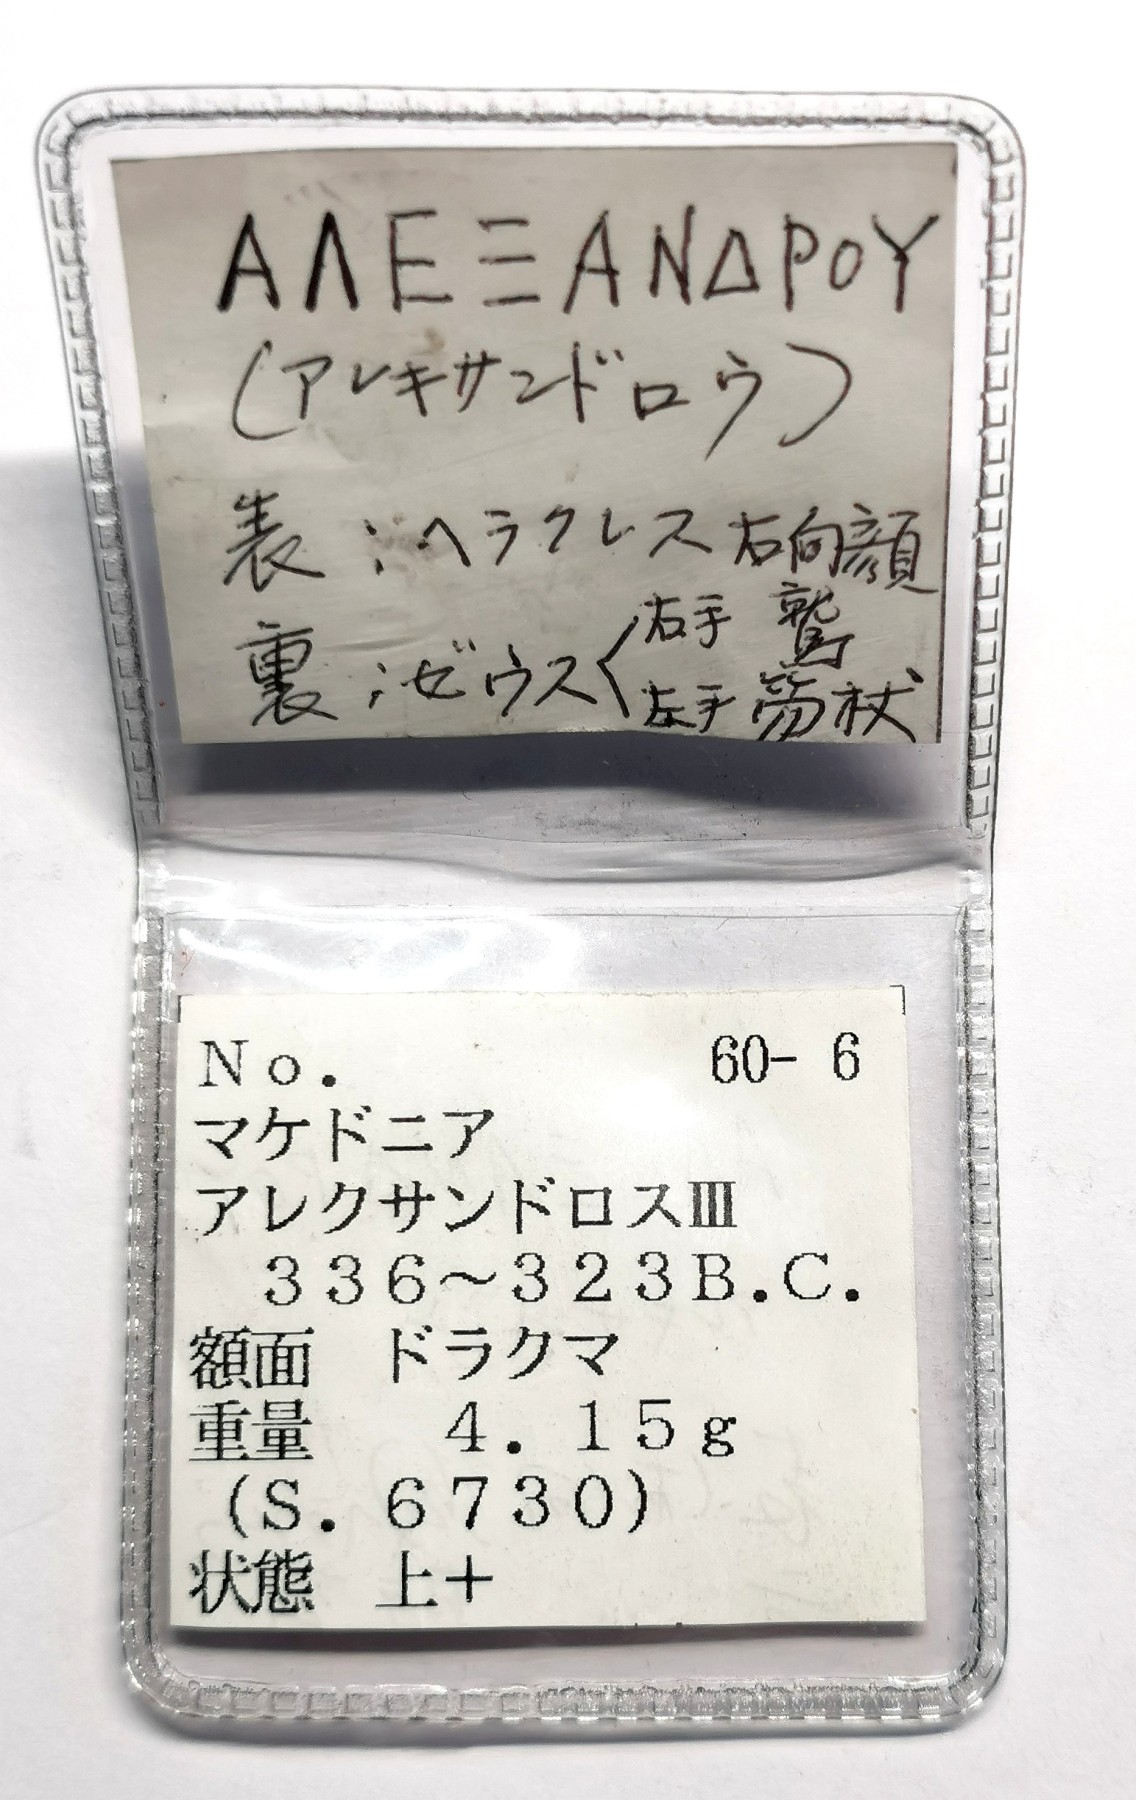 ΑΛΕΞΑΝΔΡΟΥ
(アレキサンドロウ)
表:ヘラクレス 右向顔
右手 鷲
裏:ゼウス<
左手 笏杖
No. 60- 6
マケドニア
アレクサンドロスⅢ
336~323B.C.
額面 ドラクマ
重量 4.15g
(S.6730)
状態 上+